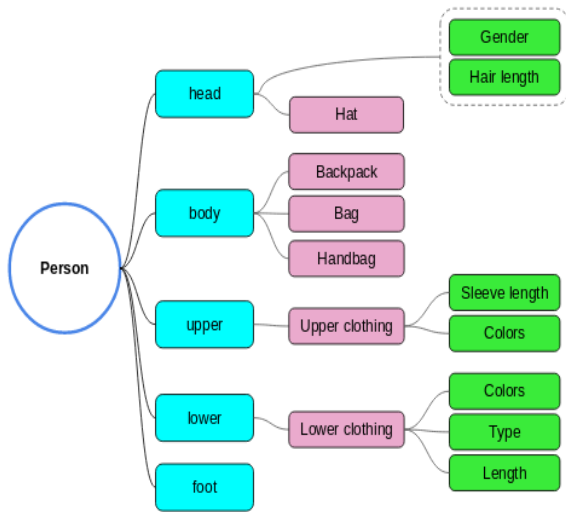 Person
head
Gender
Hair length
Hat
body
Backpack
Bag
Handbag
upper
Upper clothing
Sleeve length
Colors
lower
Lower clothing
Colors
Type
Length
foot